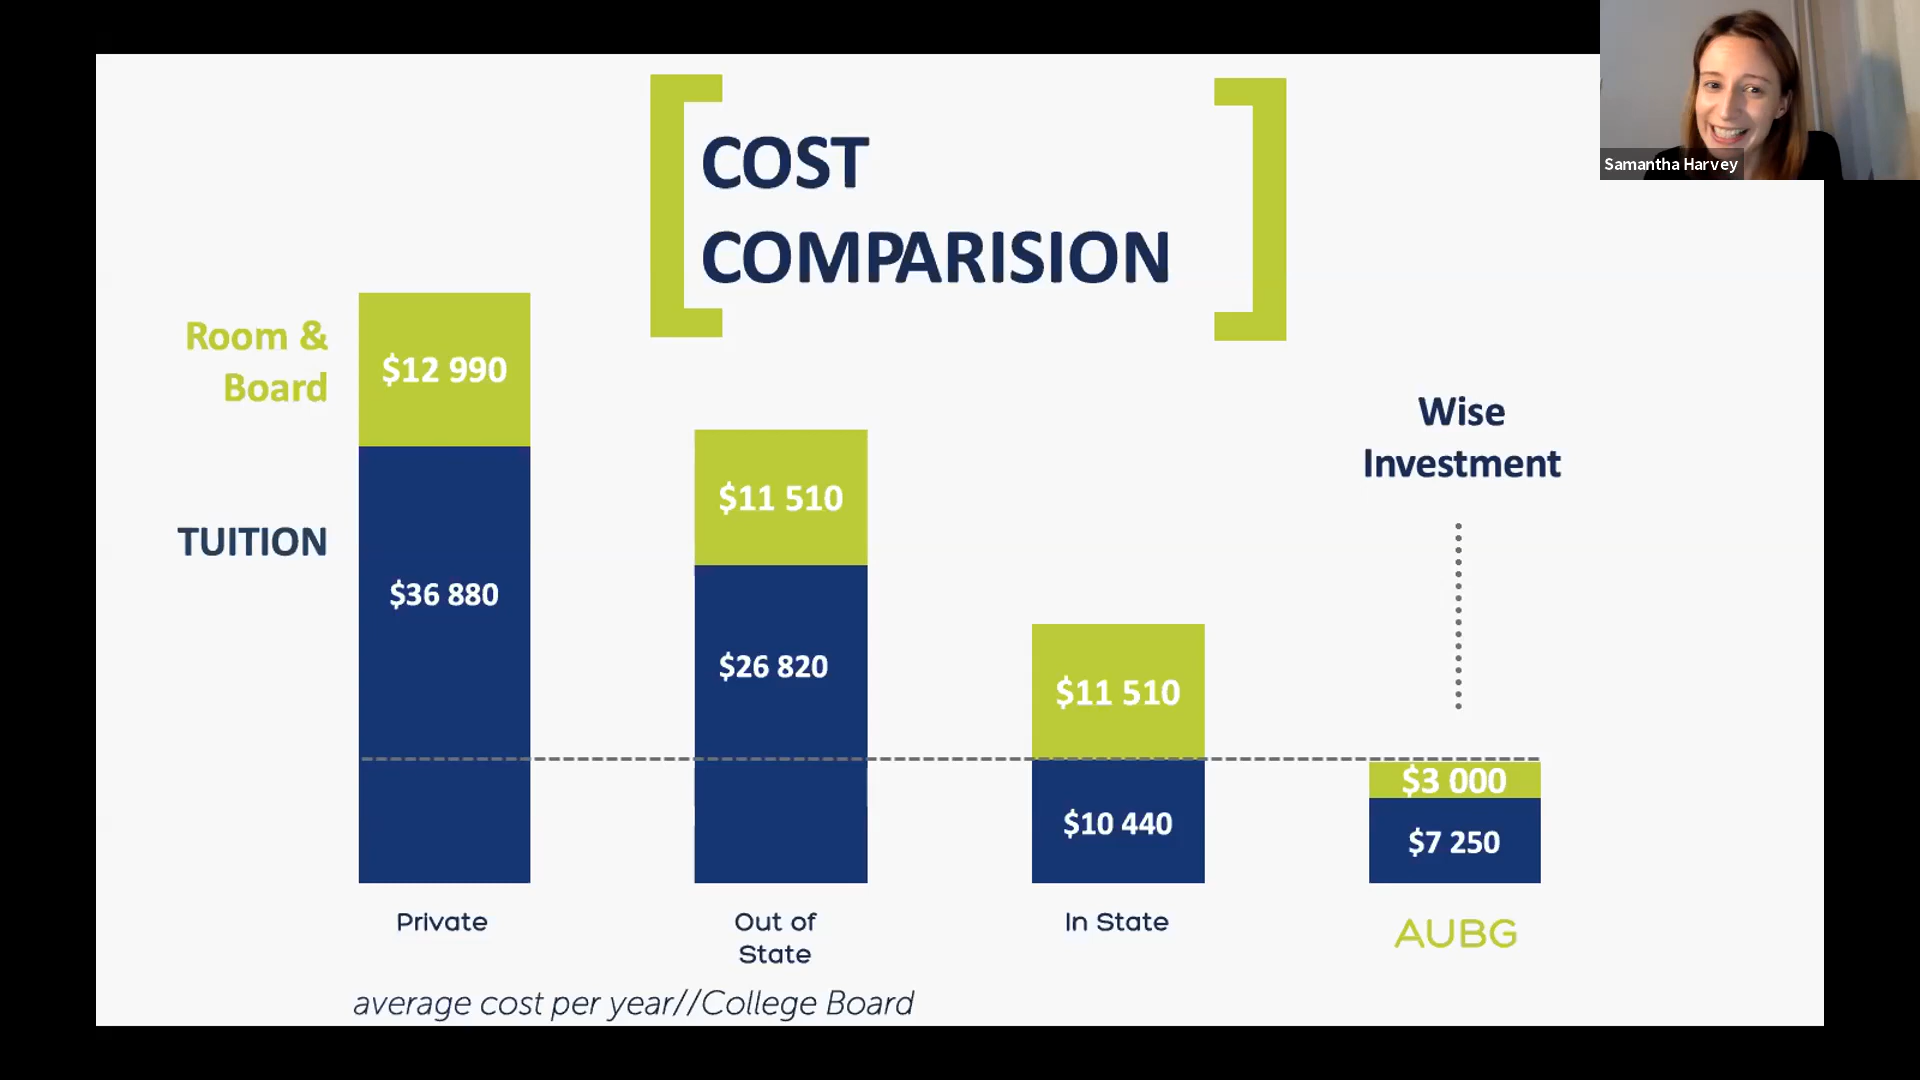 Samantha Harvey
COST
COMPARISION
Room &
Board
TUITION
$12 990
$36 880
$11 510
$26 820
$11 510
$10 440
Wise
Investment
$3 000
$7 250
Private
Out of
State
In State
AUBG
average cost per year//College Board